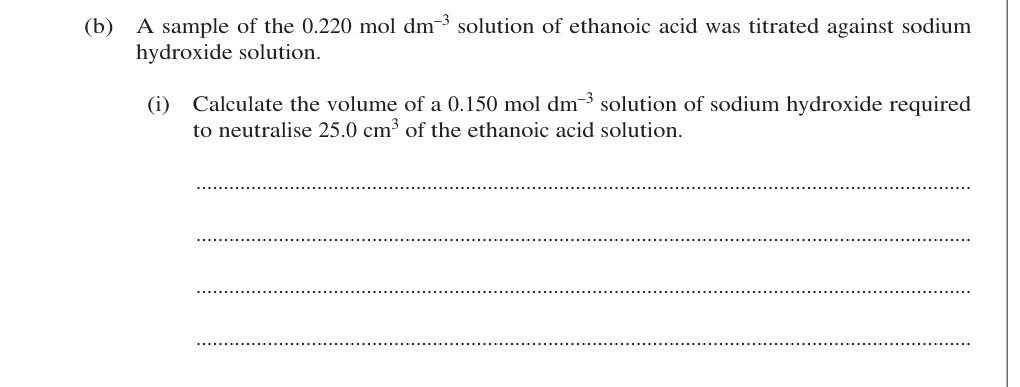 (b) A sample of the 0.220 mol dm⁻³ solution of ethanoic acid was titrated against sodium
hydroxide solution.
(i) Calculate the volume of a 0.150 mol dm⁻³ solution of sodium hydroxide required
to neutralise 25.0 cm³ of the ethanoic acid solution.